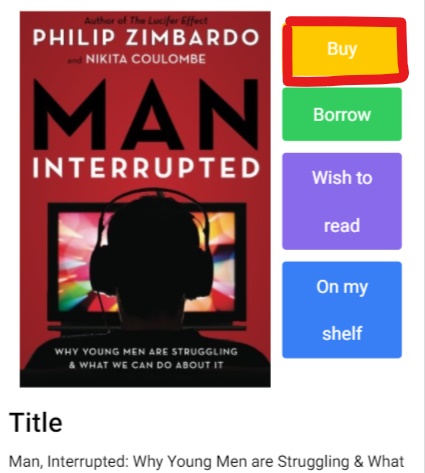 Author of The Lucifer Effect
PHILIP ZIMBARDO
and NIKITA COULOMBE
MAN
INTERRUPTED
WHY YOUNG MEN ARE STRUGGLING
& WHAT WE CAN DO ABOUT IT
Buy
Borrow
Wish to
read
On my
shelf
Title
Man, Interrupted: Why Young Men are Struggling & What